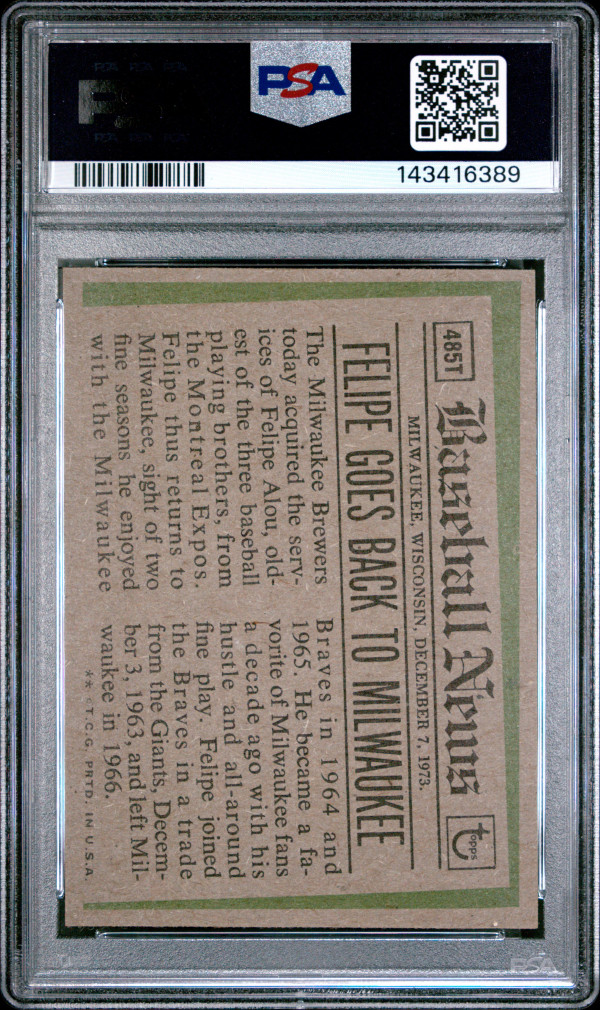 PSA
143416389
485T
Baseball News
topps
MILWAUKEE, WISCONSIN, DECEMBER 7, 1973.
FELIPE GOES BACK TO MILWAUKEE
The Milwaukee Brewers
today acquired the serv-
ices of Felipe Alou, old-
est of the three baseball
playing brothers, from
the Montreal Expos.
Felipe thus returns to
Milwaukee, sight of two
fine seasons he enjoyed
with the Milwaukee
Braves in 1964 and
1965. He became a fa-
vorite of Milwaukee fans
a decade ago with his
hustle and all-around
fine play. Felipe joined
the Braves in a trade
from the Giants, Decem-
ber 3, 1963, and left Mil-
waukee in 1966.
** © T.C.G. PRTD. IN U.S.A.
PSA